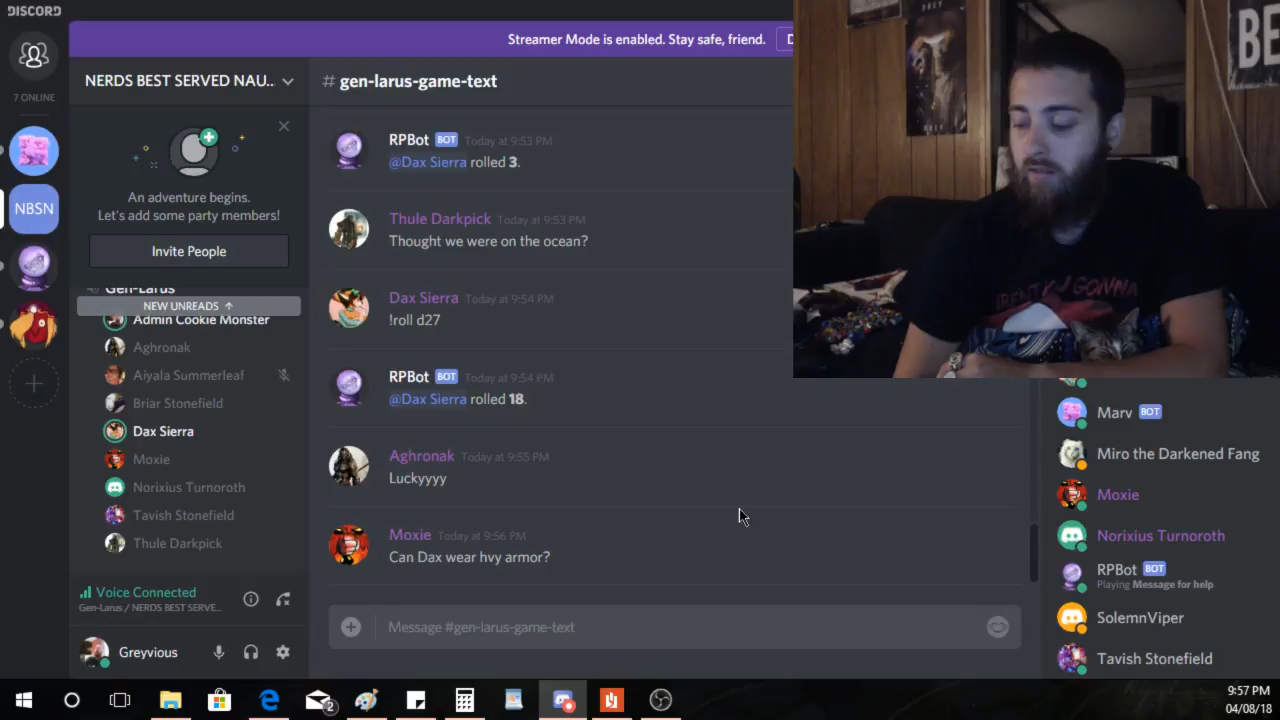 DISCORD
Streamer Mode is enabled. Stay safe, friend.
D
7 ONLINE
NBSN
NERDS BEST SERVED NAU...
An adventure begins.
Let's add some party members!
Invite People
Gen-Larus
NEW UNREADS ↑
Admin Cookie Monster
Aghronak
Aiyala Summerleaf
Briar Stonefield
Dax Sierra
Moxie
Norixius Turnoroth
Tavish Stonefield
Thule Darkpick
Voice Connected
Gen-Larus / NERDS BEST SERVE...
Greyvious
# gen-larus-game-text
RPBot BOT Today at 9:53 PM
@Dax Sierra rolled 3.
Thule Darkpick Today at 9:53 PM
Thought we were on the ocean?
Dax Sierra Today at 9:54 PM
!roll d27
RPBot BOT Today at 9:54 PM
@Dax Sierra rolled 18.
Aghronak Today at 9:55 PM
Luckyyyy
Moxie Today at 9:56 PM
Can Dax wear hvy armor?
Message #gen-larus-game-text
BE
GONNA
Marv BOT
Miro the Darkened Fang
Moxie
Norixius Turnoroth
RPBot BOT
Playing Message for help
SolemnViper
Tavish Stonefield
2
9:57 PM
04/08/18